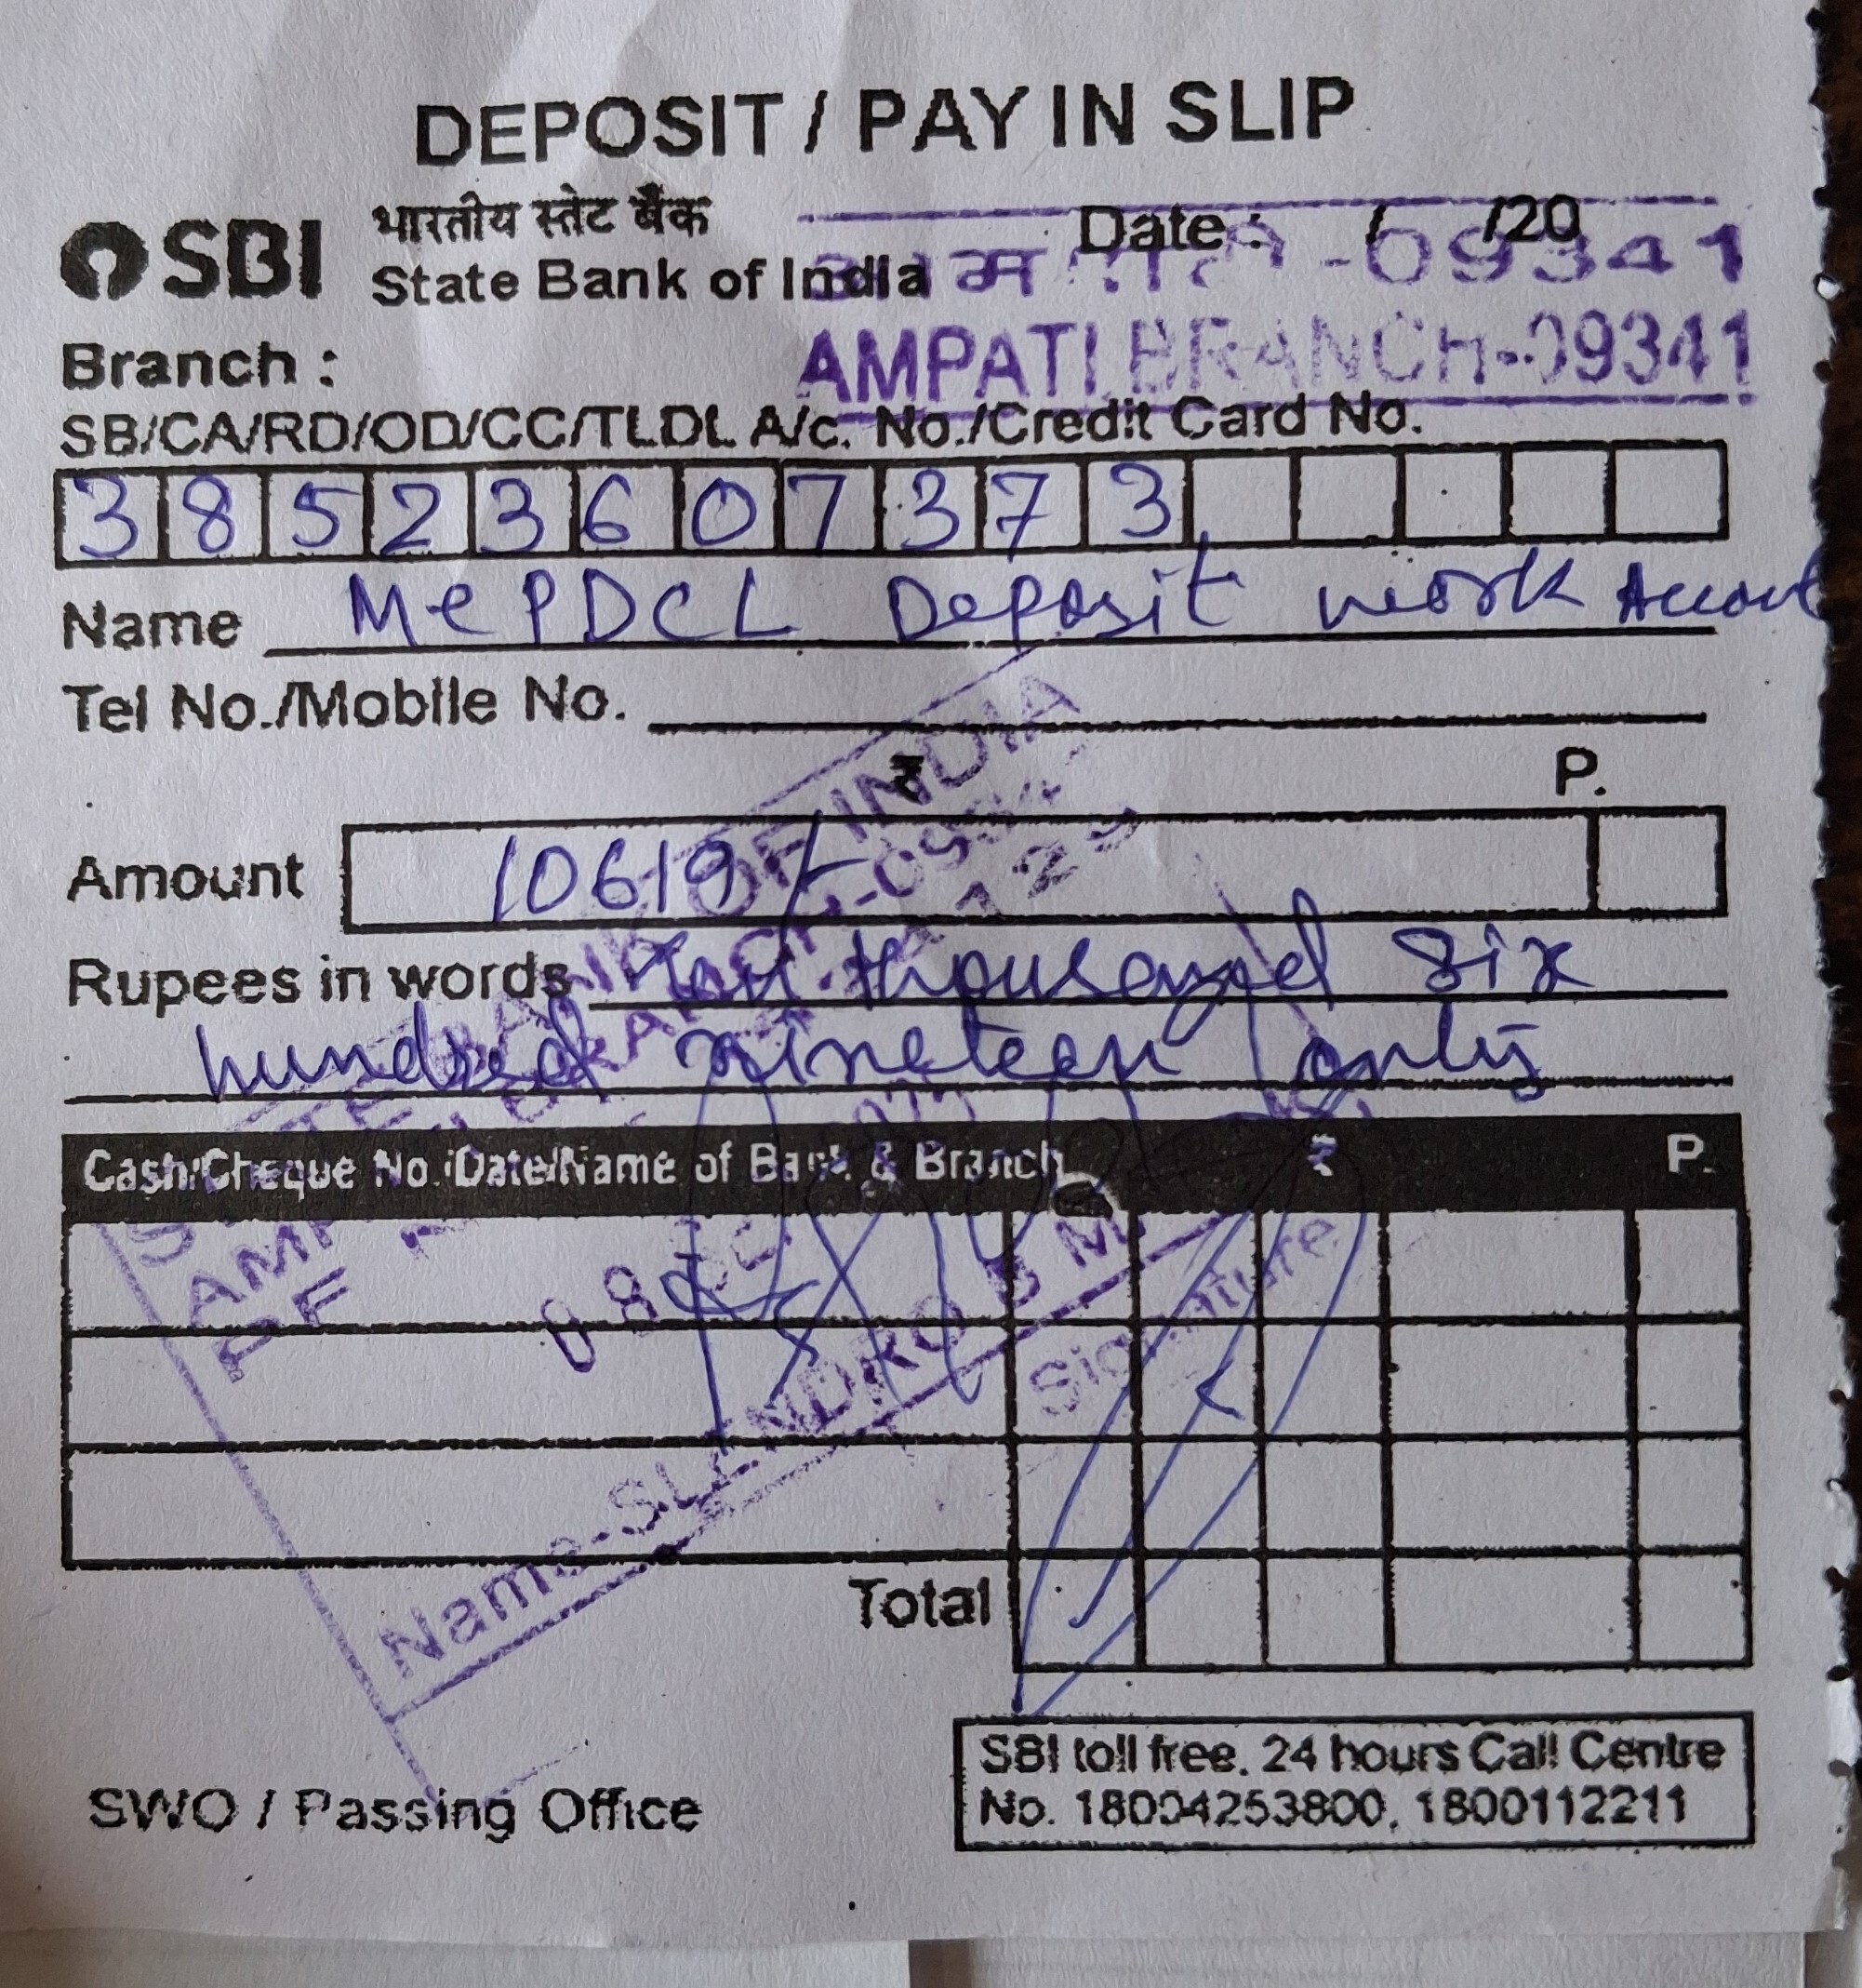 DEPOSIT / PAY IN SLIP
SBI
भारतीय स्तेट बैंक
State Bank of India
Date : / /20
-09341
AMPATI BRANCH-09341
Branch :
SB/CA/RD/OD/CC/TLDL A/c. No./Credit Card No.
38523607373
Name MePDCL Deposit work
Tel No./Mobile No.
₹ P.
Amount 10619/-
Rupees in words ten thousand six
hundred nineteen only
Cash/Cheque No./Date/Name of Bank & Branch ₹ P.
Signature
Total
SWO / Passing Office
SBI toll free, 24 hours Call Centre
No. 18004253800, 1800112211